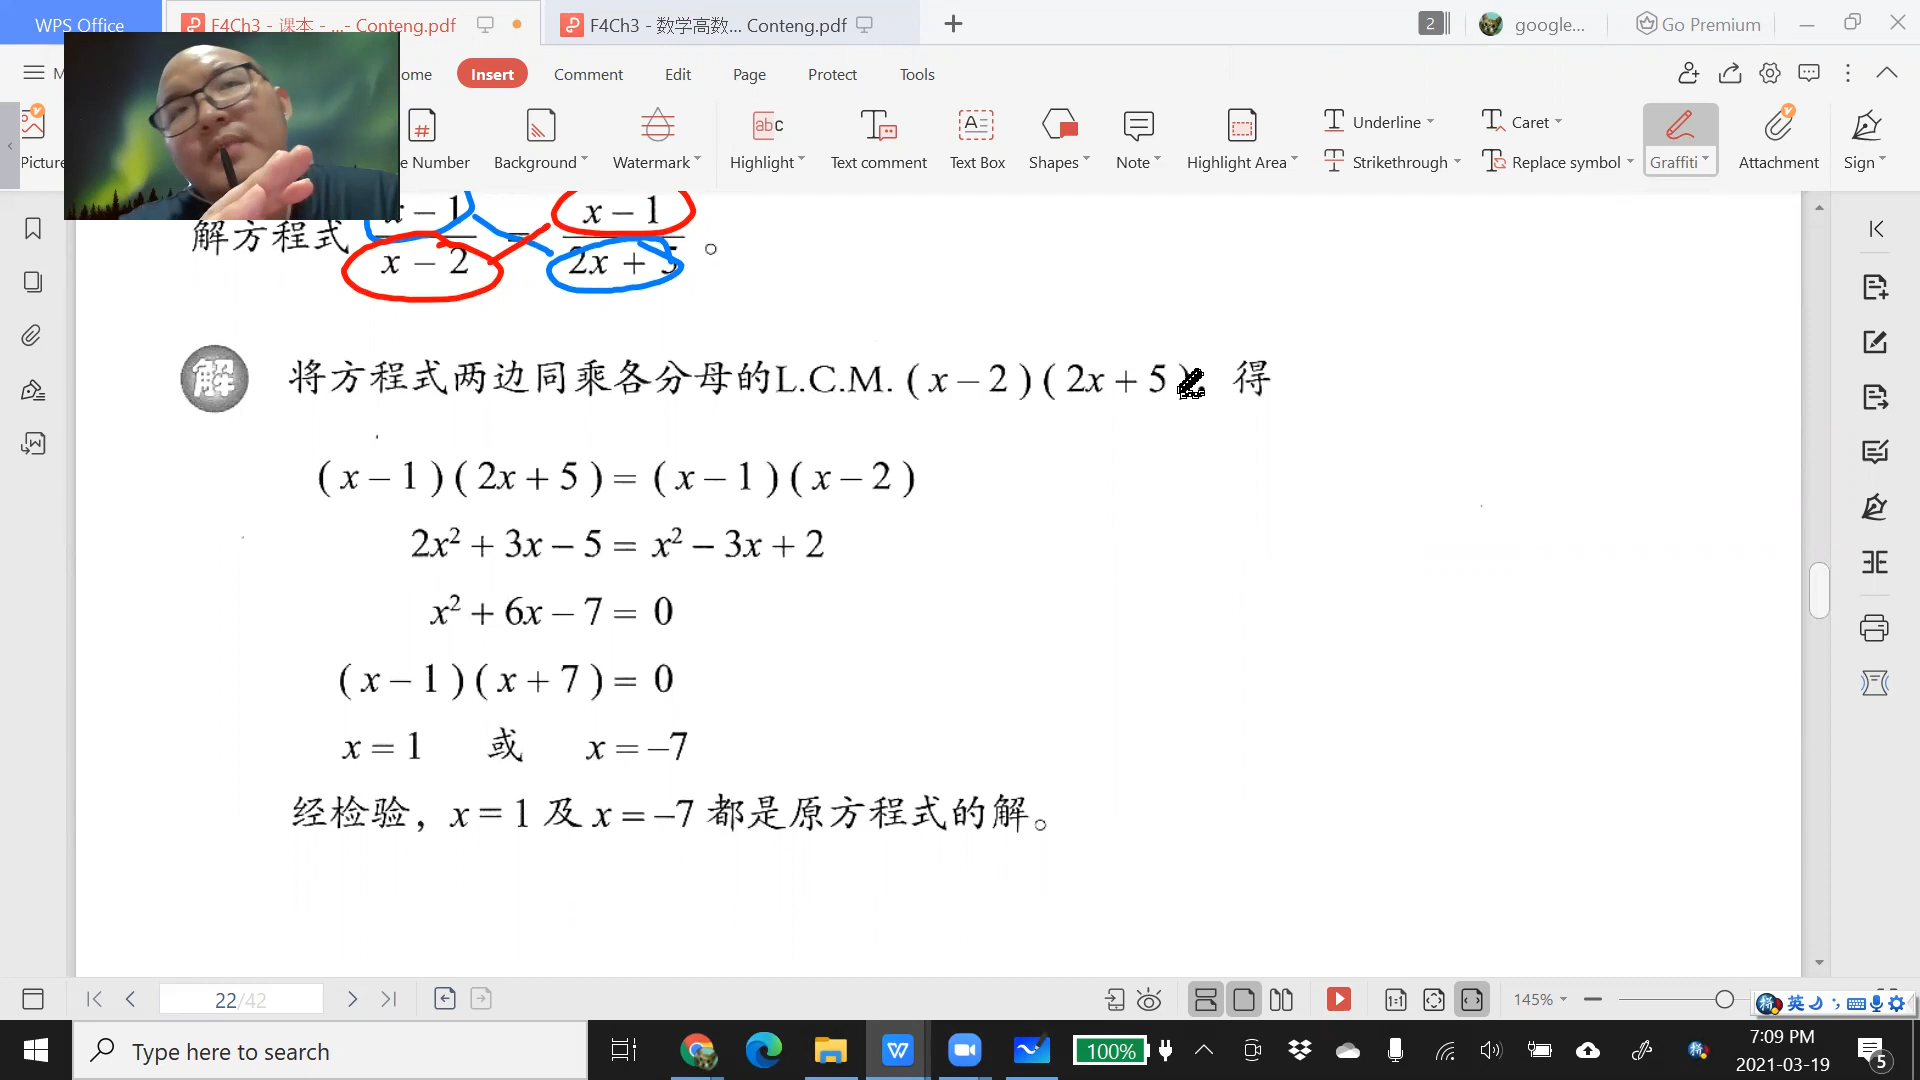 WPS Office
F4Ch3 - 课本 - ...- Conteng.pdf
F4Ch3 - 数学高数... Conteng.pdf
2
google...
Go Premium
Insert
Comment
Edit
Page
Protect
Tools
Picture
Background
Watermark
Highlight
Text comment
Text Box
Shapes
Note
Highlight Area
Underline
Strikethrough
Caret
Replace symbol
Graffiti
Attachment
Sign
x − 1 x − 1
解方程式 = 。
x − 2 2x + 5
解 将方程式两边同乘各分母的L.C.M. ( x − 2 ) ( 2x + 5 ) 得
( x − 1 ) ( 2x + 5 ) = ( x − 1 ) ( x − 2 )
2x² + 3x − 5 = x² − 3x + 2
x² + 6x − 7 = 0
( x − 1 ) ( x + 7 ) = 0
x = 1 或 x = −7
经检验，x = 1 及 x = −7 都是原方程式的解。
22/42
145%
英
Type here to search
100%
7:09 PM
2021-03-19
5